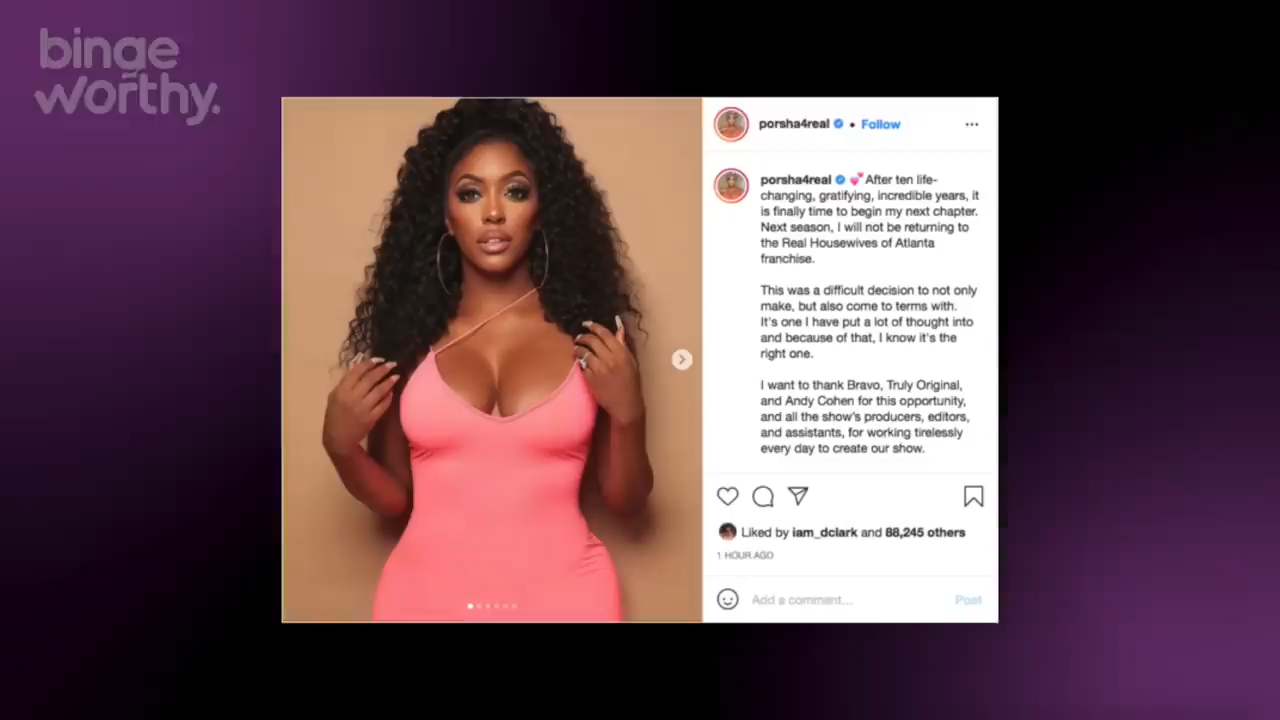 binge
worthy.
porsha4real • Follow
porsha4real 💕 After ten life-
changing, gratifying, incredible years, it
is finally time to begin my next chapter.
Next season, I will not be returning to
the Real Housewives of Atlanta
franchise.
This was a difficult decision to not only
make, but also come to terms with.
It's one I have put a lot of thought into
and because of that, I know it's the
right one.
I want to thank Bravo, Truly Original,
and Andy Cohen for this opportunity,
and all the show's producers, editors,
and assistants, for working tirelessly
every day to create our show.
Liked by iam_dclark and 88,245 others
1 HOUR AGO
Add a comment... Post